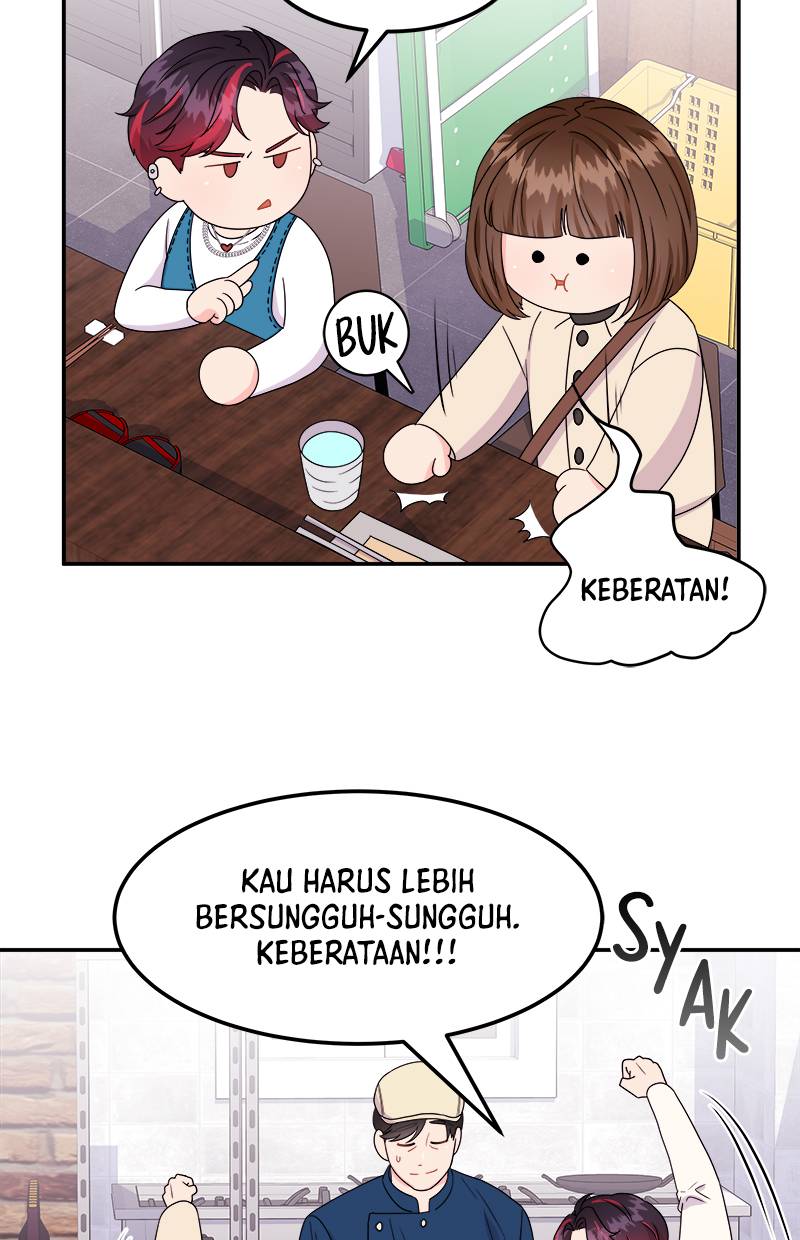 BUK
KEBERATAN!
KAU HARUS LEBIH
BERSUNGGUH-SUNGGUH.
KEBERATAAN!!!
SYAK